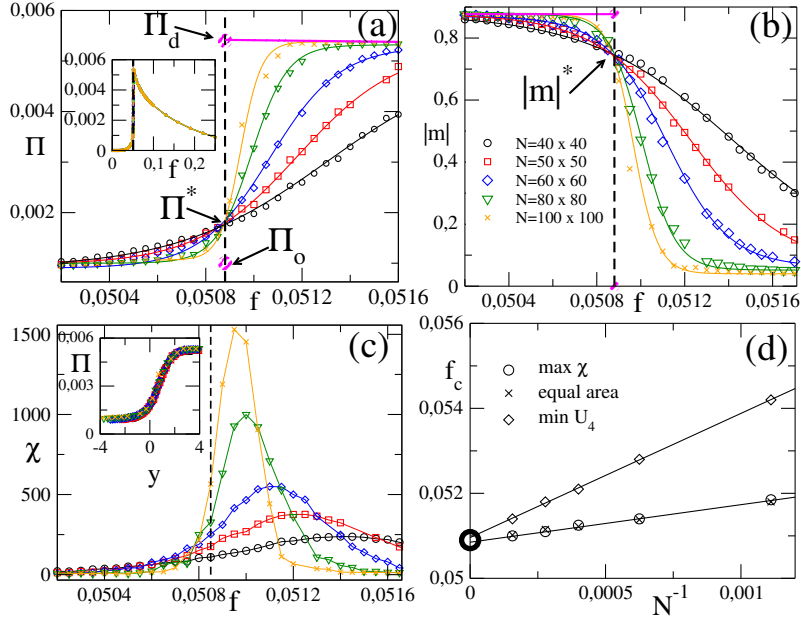 (a)
Π
0,006
0,004
0,002
0,0504
0,0508
f
0,0512
0,0516
Π_d
Π^*
Π_o
0,006
0,004
0,002
0
0
0,1
0,2
f
(b)
|m|
0,8
0,6
0,4
0,2
0
0,0504
0,0508
f
0,0512
0,0516
|m|^*
N=40 x 40
N=50 x 50
N=60 x 60
N=80 x 80
N=100 x 100
(c)
χ
1500
1000
500
250
0
0,0504
0,0508
f
0,0512
0,0516
Π
0,006
0,003
0
-4
0
4
y
(d)
f_c
0,056
0,054
0,052
0,05
0
0,0005
0,001
N^-1
max χ
equal area
min U_4